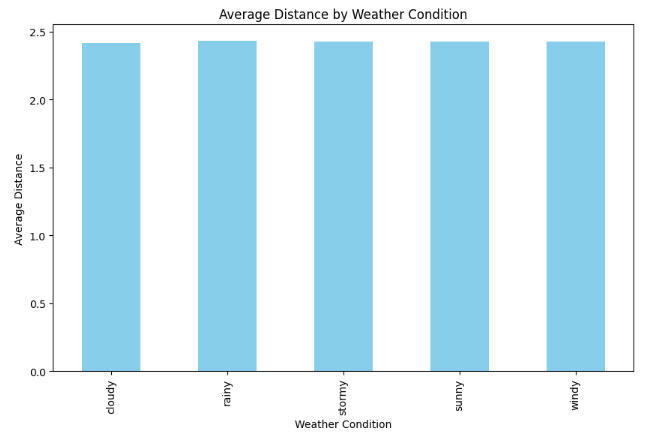 Average Distance by Weather Condition
2.5
2.0
1.5
1.0
0.5
0.0
Average Distance
cloudy
rainy
stormy
sunny
windy
Weather Condition